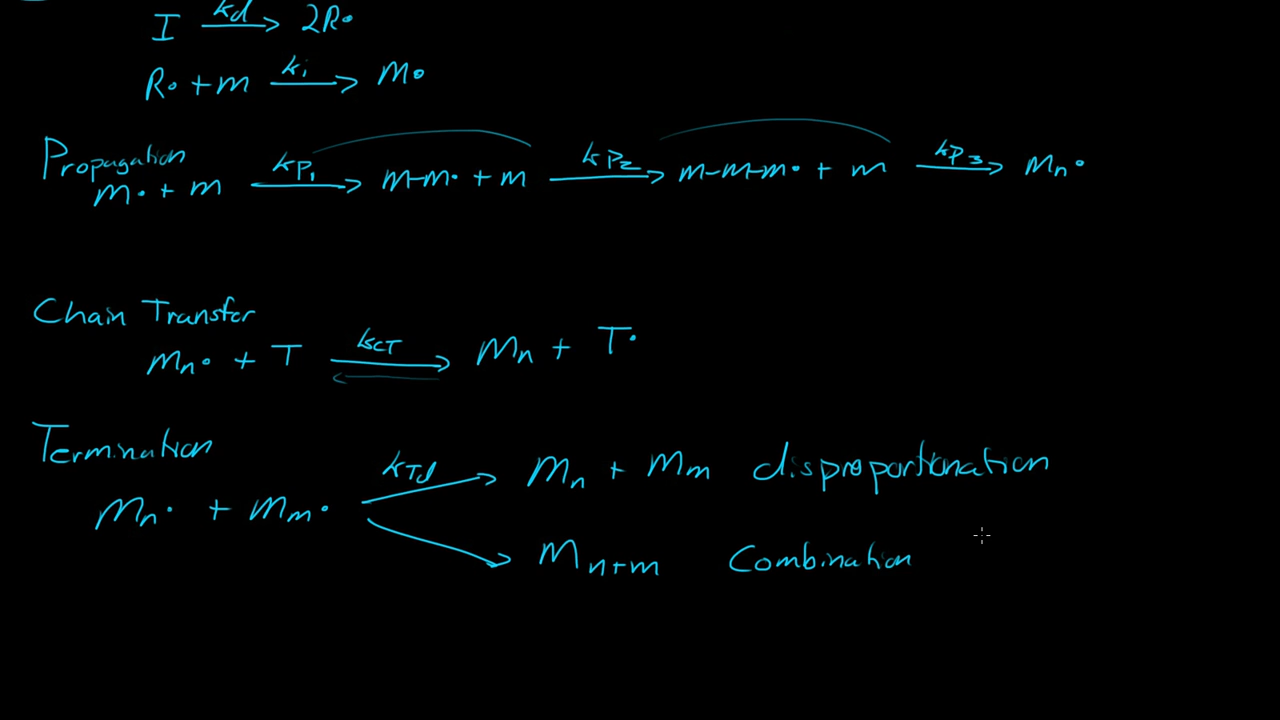 I kd → 2R•
R• + m ki → m•
Propagation
m• + m kp₁ → m-m• + m kp₂ → m-m-m• + m kp₃ → Mn•
Chain Transfer
Mn• + T kCT → Mn + T•
Termination
Mn• + Mm• kTd → Mn + Mm disproportionation
→ Mn+m Combination